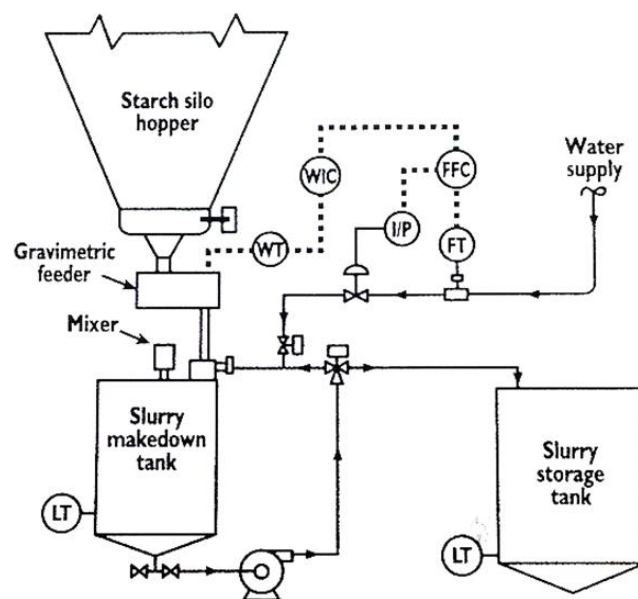 Starch silo
hopper
Water
supply
WIC
FFC
I/P
WT
FT
Gravimetric
feeder
Mixer
Slurry
makedown
tank
Slurry
storage
tank
LT
LT